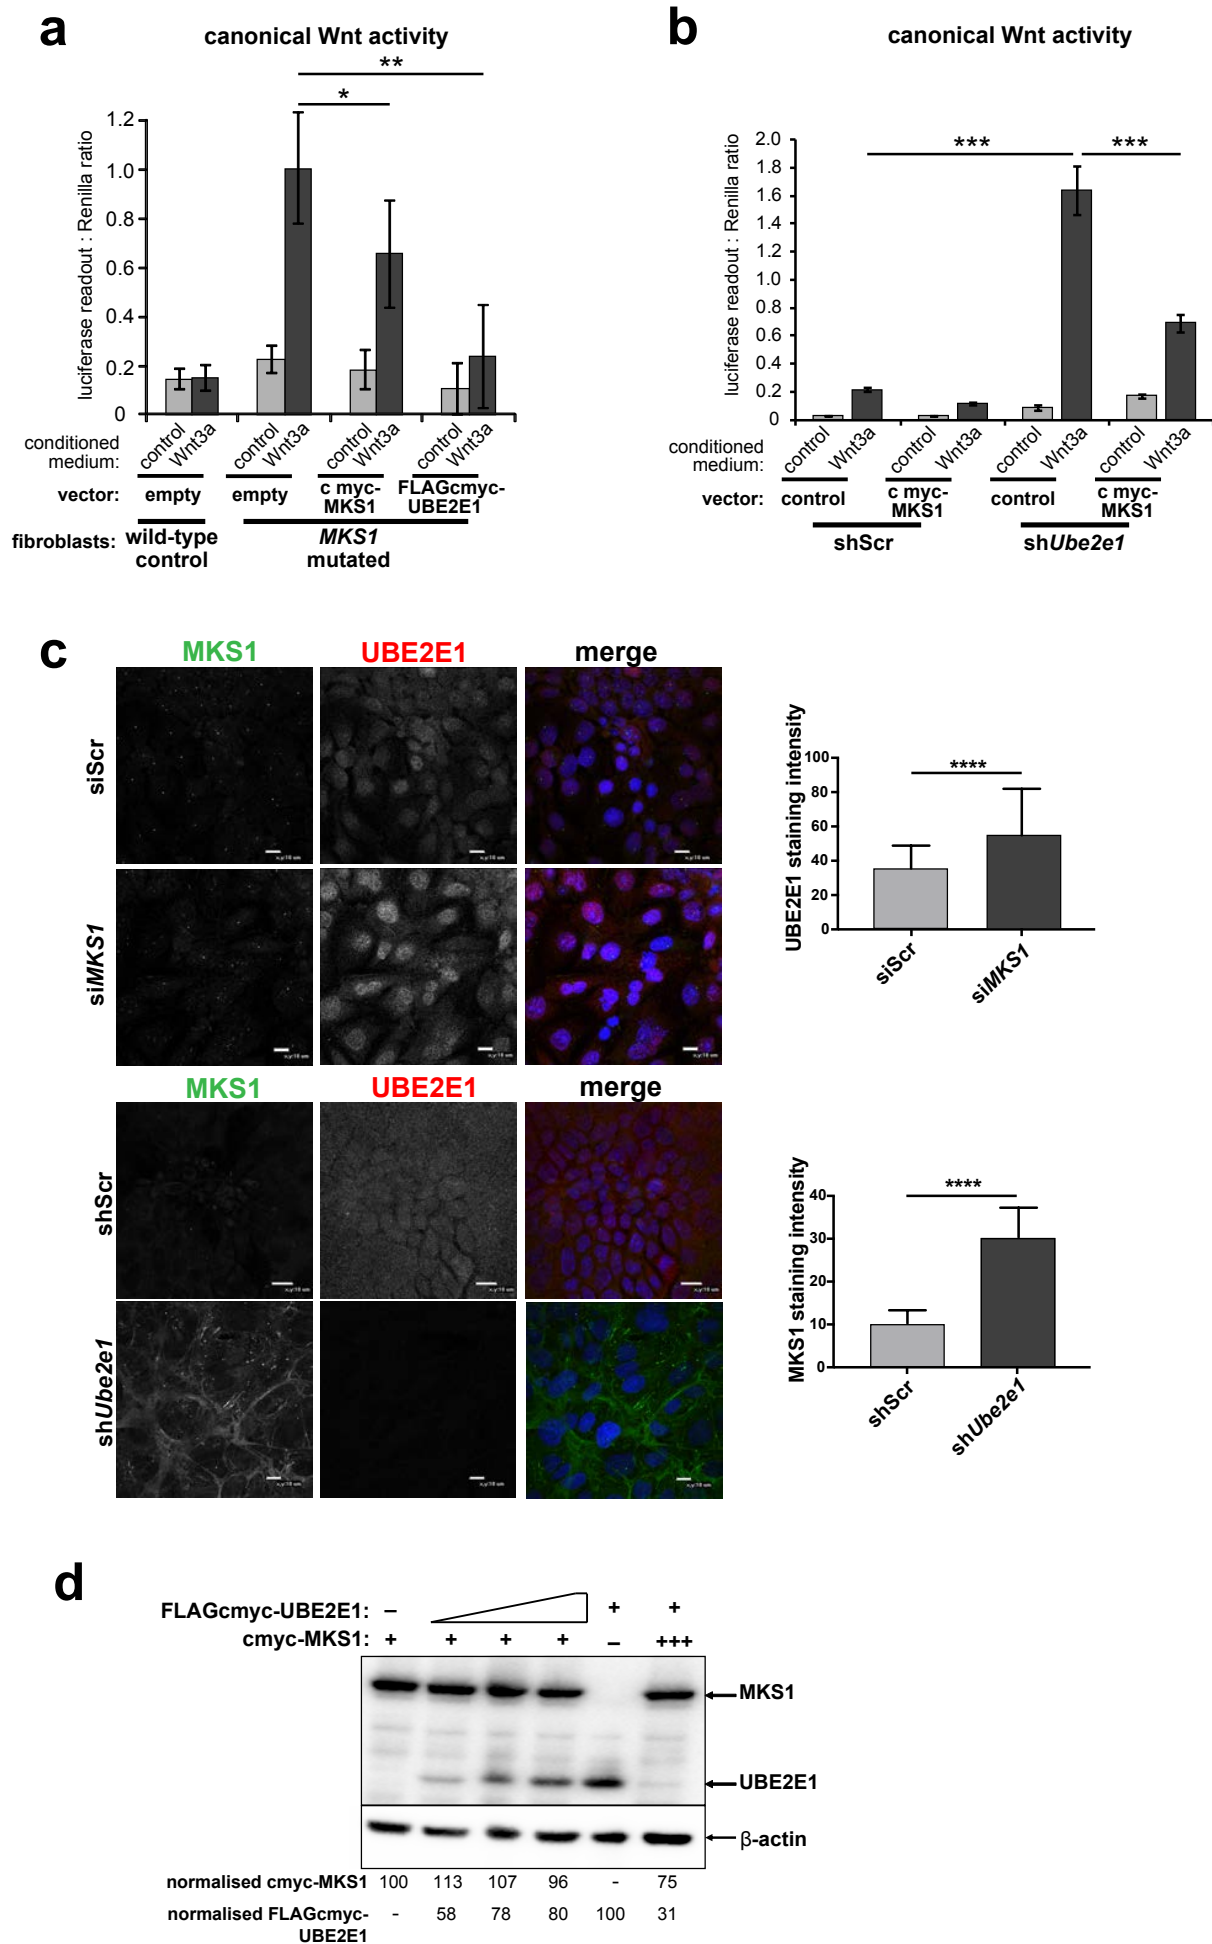 a
canonical Wnt activity
**
*
luciferase readout : Renilla ratio
1.2
1.0
0.8
0.6
0.4
0.2
0
conditioned medium:
control Wnt3a control Wnt3a control Wnt3a control Wnt3a
vector: empty empty c myc-MKS1 FLAGcmyc-UBE2E1
fibroblasts: wild-type control MKS1 mutated
b
canonical Wnt activity
*** ***
luciferase readout : Renilla ratio
2.0
1.8
1.6
1.4
1.2
1.0
0.8
0.6
0.4
0.2
0
conditioned medium:
control Wnt3a control Wnt3a control Wnt3a control Wnt3a
vector: control c myc-MKS1 control c myc-MKS1
shScr shUbe2e1
c
MKS1 UBE2E1 merge
siScr
siMKS1
UBE2E1 staining intensity
100
80
60
40
20
0
****
siScr siMKS1
MKS1 UBE2E1 merge
shScr
shUbe2e1
MKS1 staining intensity
40
30
20
10
0
****
shScr shUbe2e1
d
FLAGcmyc-UBE2E1: – + +
cmyc-MKS1: + + + + – +++
MKS1
UBE2E1
β-actin
normalised cmyc-MKS1 100 113 107 96 - 75
normalised FLAGcmyc-UBE2E1 - 58 78 80 100 31